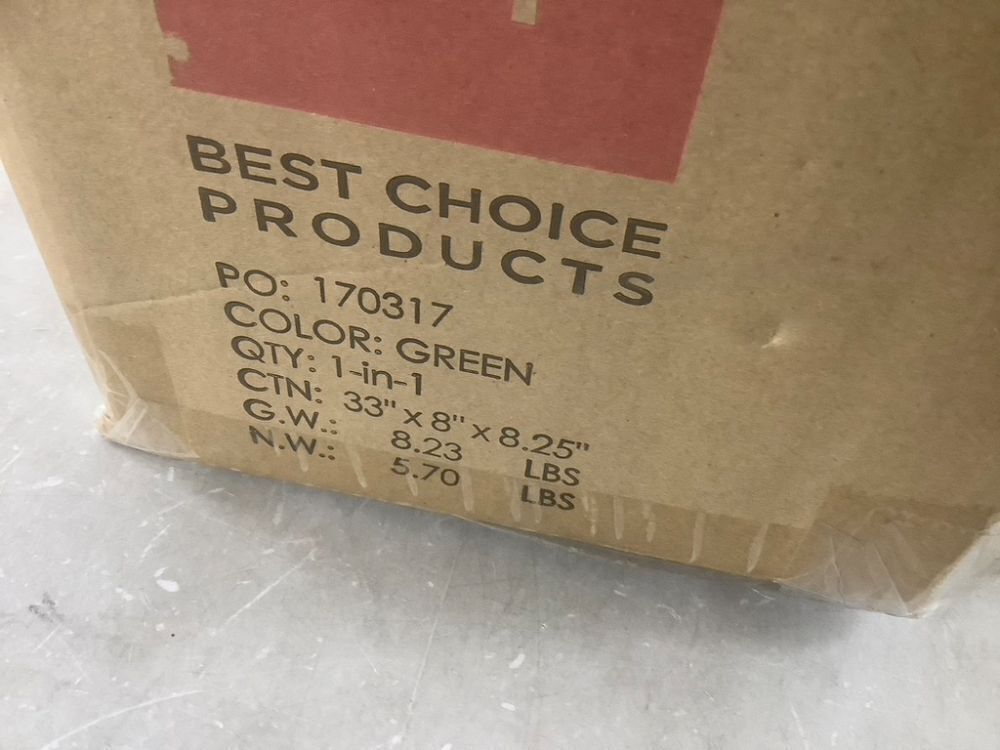 BEST CHOICE
PRODUCTS
PO: 170317
COLOR: GREEN
QTY: 1-in-1
CTN: 33" x 8" x 8.25"
G.W.: 8.23 LBS
N.W.: 5.70 LBS